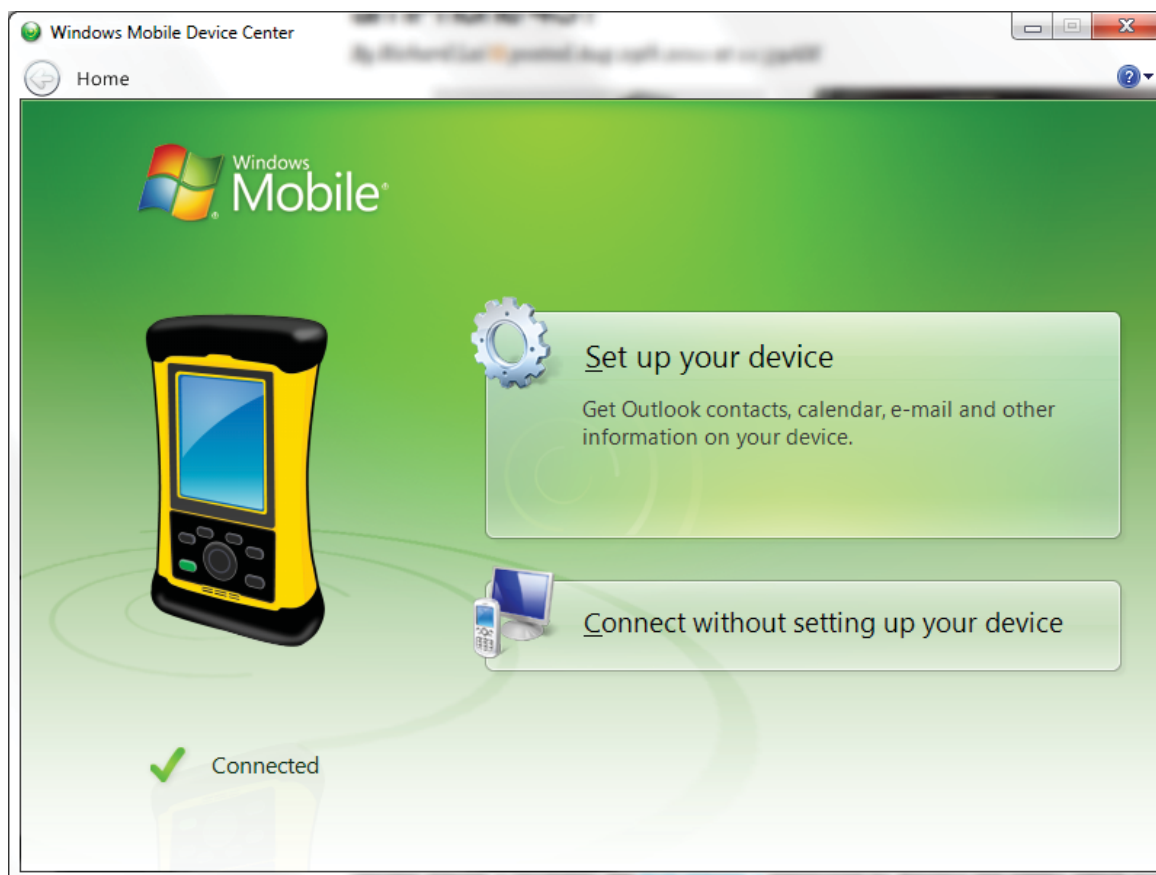 Windows Mobile Device Center
Home
Windows
Mobile
Set up your device
Get Outlook contacts, calendar, e-mail and other
information on your device.
Connect without setting up your device
Connected